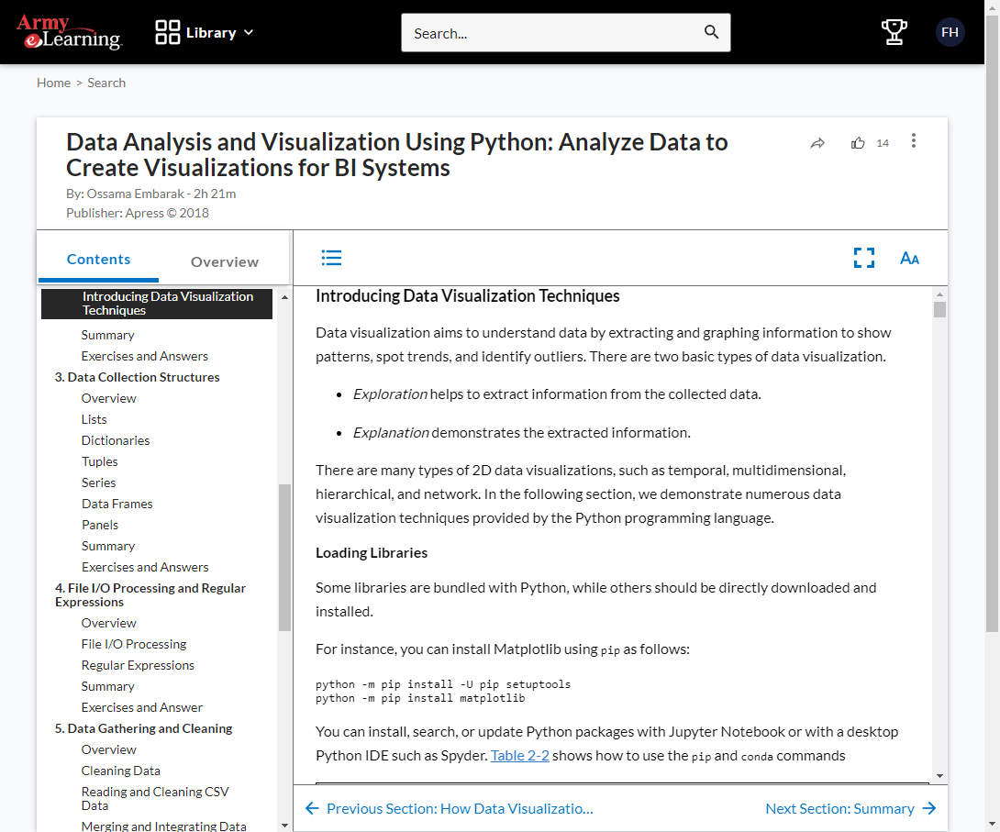 Army
eLearning
Library
Search...
FH
Home > Search
Data Analysis and Visualization Using Python: Analyze Data to
Create Visualizations for BI Systems
14
By: Ossama Embarak - 2h 21m
Publisher: Apress © 2018
Contents
Overview
AA
Introducing Data Visualization
Techniques
Summary
Exercises and Answers
3. Data Collection Structures
Overview
Lists
Dictionaries
Tuples
Series
Data Frames
Panels
Summary
Exercises and Answers
4. File I/O Processing and Regular
Expressions
Overview
File I/O Processing
Regular Expressions
Summary
Exercises and Answer
5. Data Gathering and Cleaning
Overview
Cleaning Data
Reading and Cleaning CSV
Data
Merging and Integrating Data
Introducing Data Visualization Techniques
Data visualization aims to understand data by extracting and graphing information to show
patterns, spot trends, and identify outliers. There are two basic types of data visualization.
• Exploration helps to extract information from the collected data.
• Explanation demonstrates the extracted information.
There are many types of 2D data visualizations, such as temporal, multidimensional,
hierarchical, and network. In the following section, we demonstrate numerous data
visualization techniques provided by the Python programming language.
Loading Libraries
Some libraries are bundled with Python, while others should be directly downloaded and
installed.
For instance, you can install Matplotlib using pip as follows:
python -m pip install -U pip setuptools
python -m pip install matplotlib
You can install, search, or update Python packages with Jupyter Notebook or with a desktop
Python IDE such as Spyder. Table 2-2 shows how to use the pip and conda commands
Previous Section: How Data Visualizatio...
Next Section: Summary